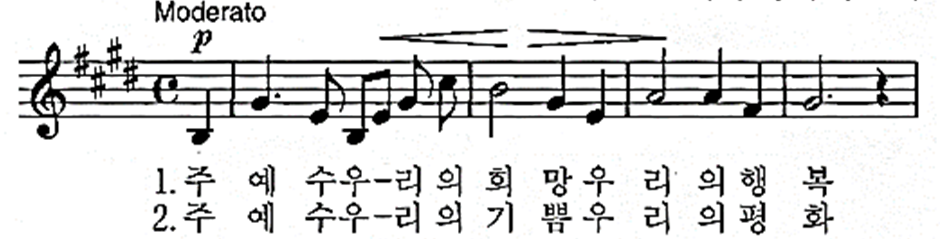 Moderato
p
1. 주 예 수우-리 의 희 망 우 리 의 행 복
2. 주 예 수우-리 의 기 쁨 우 리 의 평 화